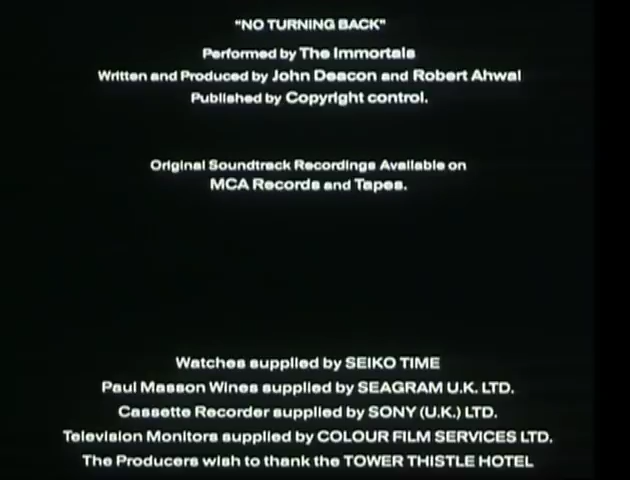 "NO TURNING BACK"
Performed by The Immortals
Written and Produced by John Deacon and Robert Ahwai
Published by Copyright control.
Original Soundtrack Recordings Available on
MCA Records and Tapes.
Watches supplied by SEIKO TIME
Paul Masson Wines supplied by SEAGRAM U.K. LTD.
Cassette Recorder supplied by SONY (U.K.) LTD.
Television Monitors supplied by COLOUR FILM SERVICES LTD.
The Producers wish to thank the TOWER THISTLE HOTEL